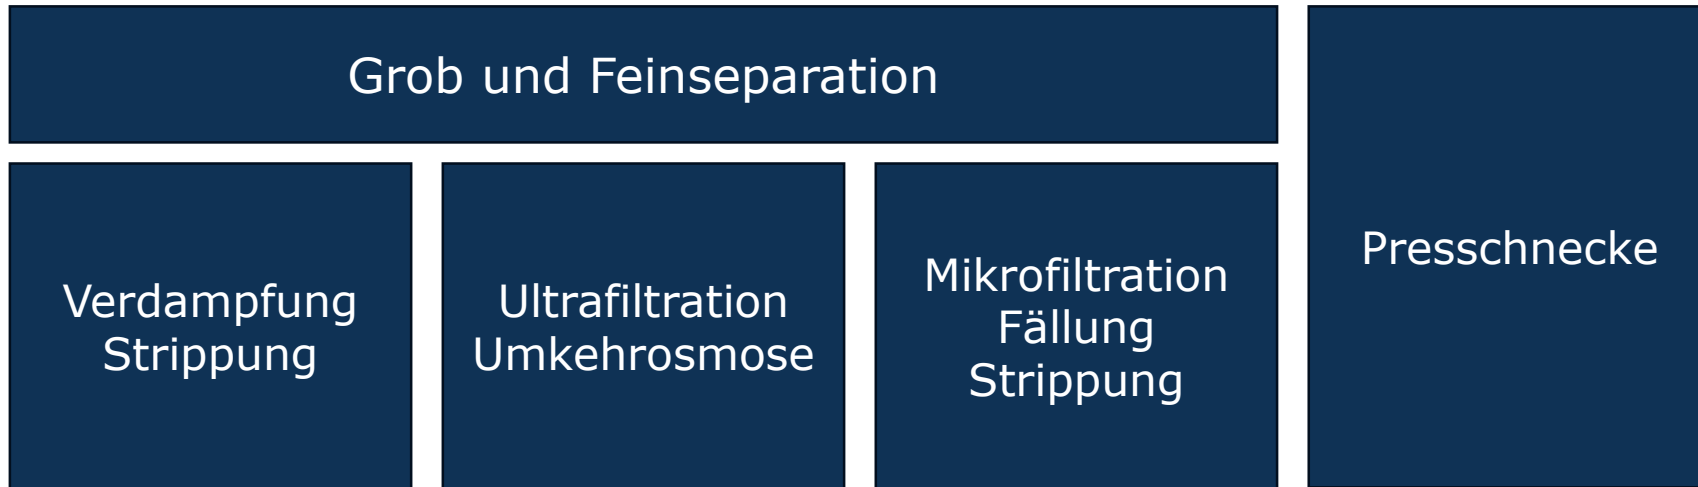 Grob und Feinseparation
Verdampfung
Strippung
Ultrafiltration
Umkehrosmose
Mikrofiltration
Fällung
Strippung
Presschnecke